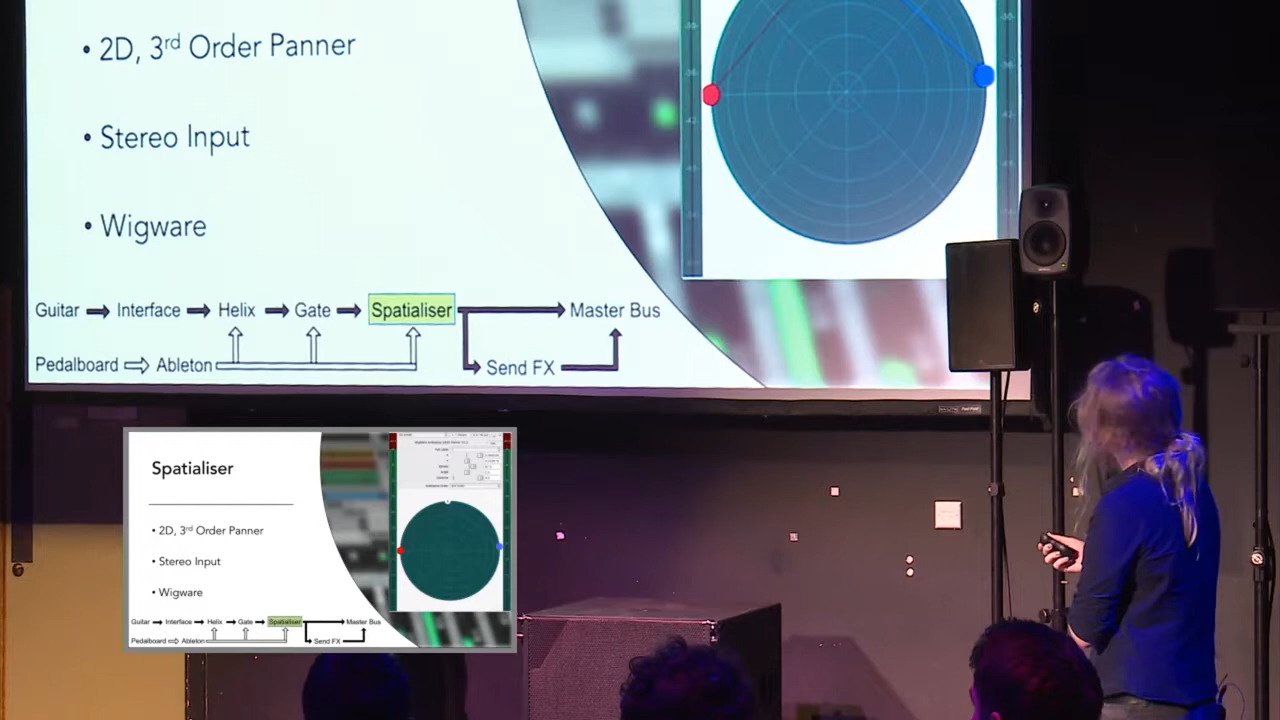 • 2D, 3rd Order Panner
• Stereo Input
• Wigware
Guitar → Interface → Helix → Gate → Spatialiser → Master Bus
Pedalboard ⇒ Ableton
Send FX
Spatialiser
• 2D, 3rd Order Panner
• Stereo Input
• Wigware
Guitar → Interface → Helix → Gate → Spatialiser → Master Bus
Pedalboard ⇒ Ableton
Send FX